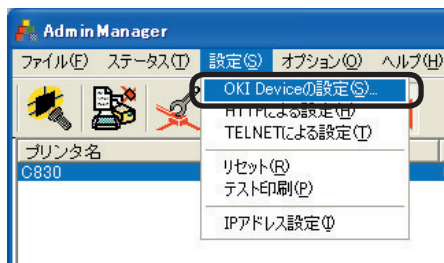 AdminManager
ファイル(F) ステータス(T) 設定(S) オプション(O) ヘルプ(H)
OKI Deviceの設定(S)...
HTTPによる設定(H)
TELNETによる設定(T)
リセット(R)
テスト印刷(P)
IPアドレス設定(I)
プリンタ名
C830